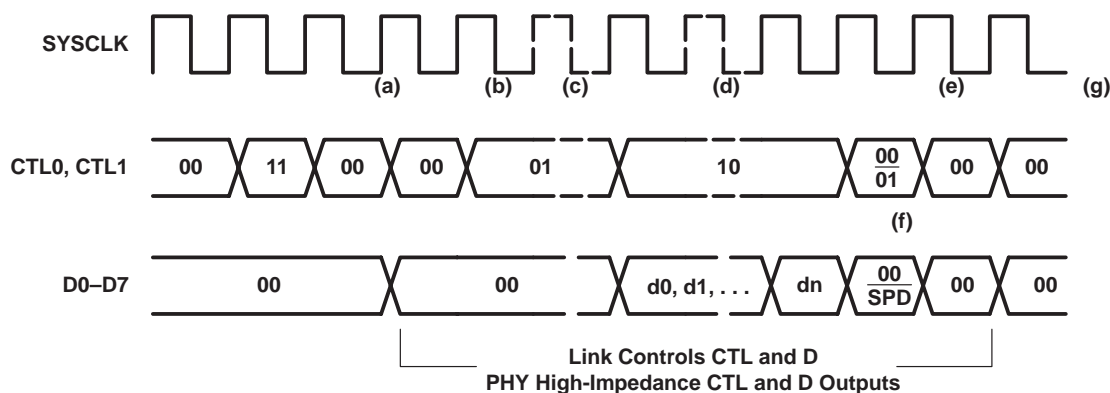 SYSCLK
(a) (b) (c) (d) (e) (g)
CTL0, CTL1 00 11 00 00 01 10 00 00 00
01
(f)
D0–D7 00 00 d0, d1, . . . dn 00 00 00
SPD
Link Controls CTL and D
PHY High-Impedance CTL and D Outputs